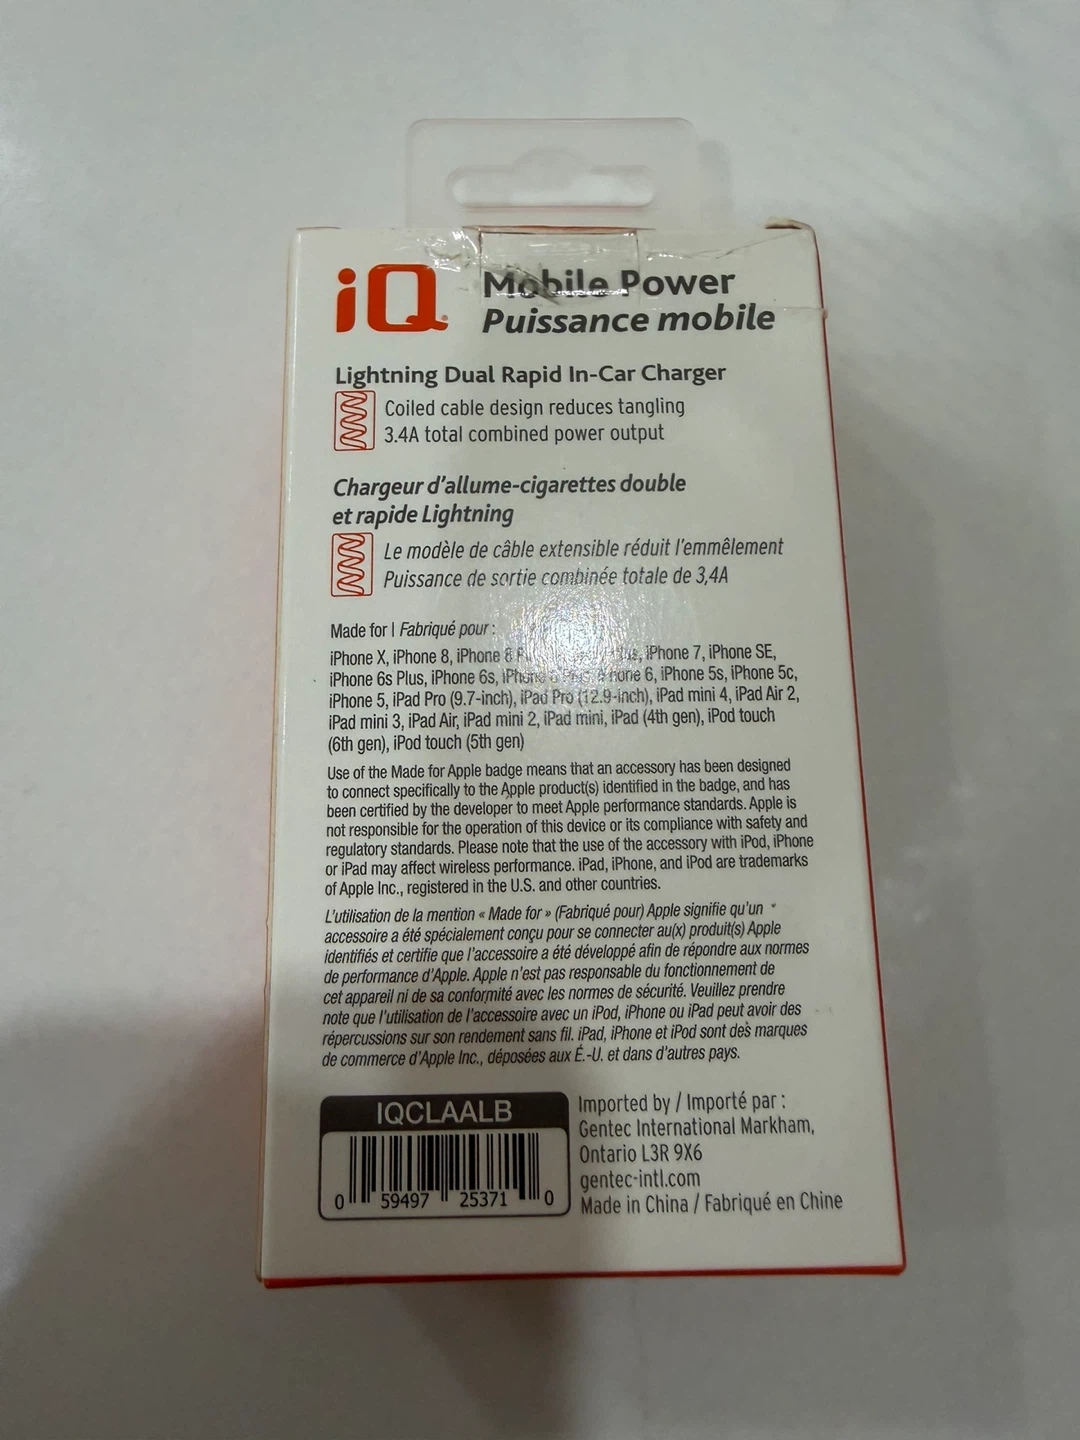 iQ
Mobile Power
Puissance mobile
Lightning Dual Rapid In-Car Charger
Coiled cable design reduces tangling
3.4A total combined power output
Chargeur d'allume-cigarettes double
et rapide Lightning
Le modèle de câble extensible réduit l'emmêlement
Puissance de sortie combinée totale de 3,4A
Made for | Fabriqué pour :
iPhone X, iPhone 8, iPhone 8 iPhone 7, iPhone SE,
iPhone 6s Plus, iPhone 6s, iPhone 6 Plus, iPhone 6, iPhone 5s, iPhone 5c,
iPhone 5, iPad Pro (9.7-inch), iPad Pro (12.9-inch), iPad mini 4, iPad Air 2,
iPad mini 3, iPad Air, iPad mini 2, iPad mini, iPad (4th gen), iPod touch
(6th gen), iPod touch (5th gen)
Use of the Made for Apple badge means that an accessory has been designed
to connect specifically to the Apple product(s) identified in the badge, and has
been certified by the developer to meet Apple performance standards. Apple is
not responsible for the operation of this device or its compliance with safety and
regulatory standards. Please note that the use of the accessory with iPod, iPhone
or iPad may affect wireless performance. iPad, iPhone, and iPod are trademarks
of Apple Inc., registered in the U.S. and other countries.
L'utilisation de la mention « Made for » (Fabriqué pour) Apple signifie qu'un
accessoire a été spécialement conçu pour se connecter au(x) produit(s) Apple
identifiés et certifie que l'accessoire a été développé afin de répondre aux normes
de performance d'Apple. Apple n'est pas responsable du fonctionnement de
cet appareil ni de sa conformité avec les normes de sécurité. Veuillez prendre
note que l'utilisation de l'accessoire avec un iPod, iPhone ou iPad peut avoir des
répercussions sur son rendement sans fil. iPad, iPhone et iPod sont des marques
de commerce d'Apple Inc., déposées aux É.-U. et dans d'autres pays.
IQCLAALB
0 59497 25371 0
Imported by / Importé par :
Gentec International Markham,
Ontario L3R 9X6
gentec-intl.com
Made in China / Fabriqué en Chine